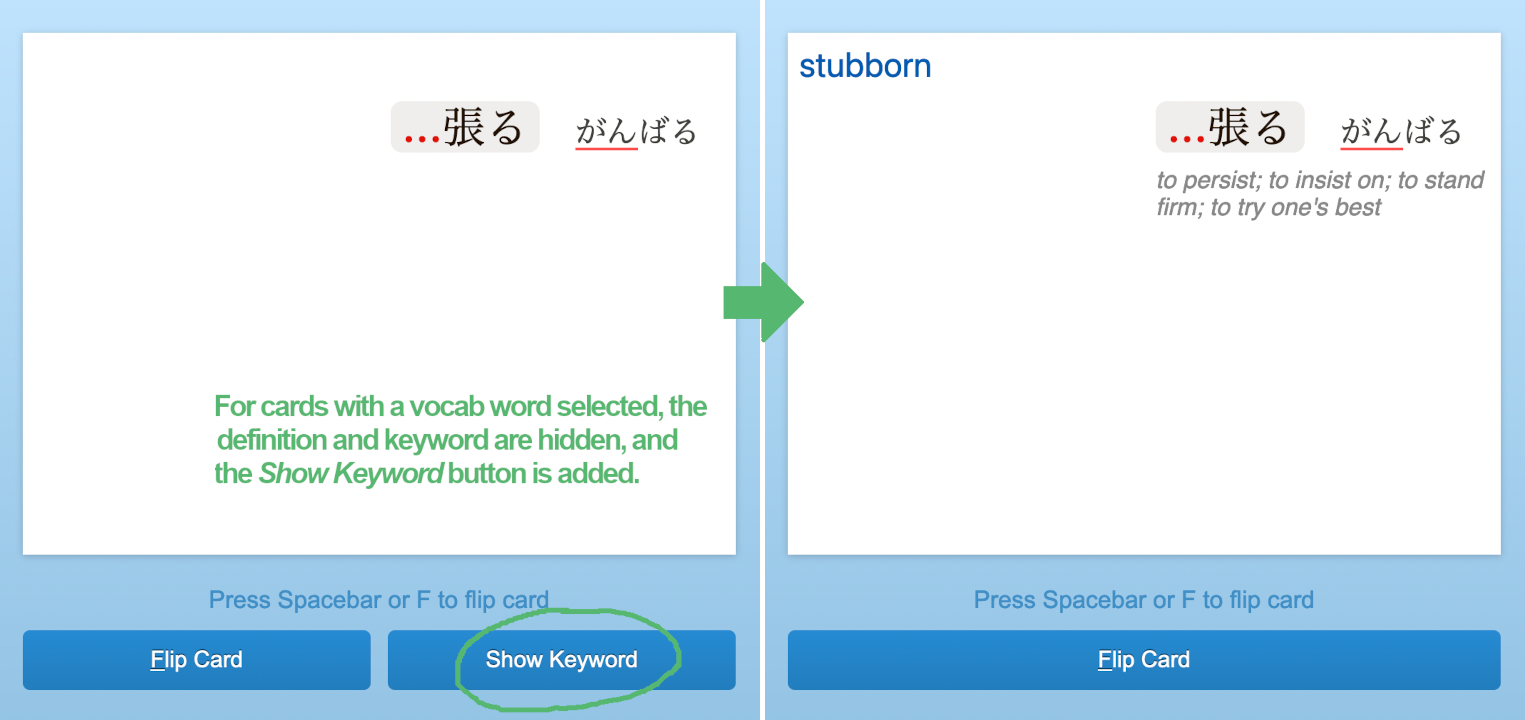 ...張る がんばる
For cards with a vocab word selected, the
definition and keyword are hidden, and
the Show Keyword button is added.
Press Spacebar or F to flip card
Flip Card
Show Keyword
stubborn
...張る がんばる
to persist; to insist on; to stand
firm; to try one's best
Press Spacebar or F to flip card
Flip Card